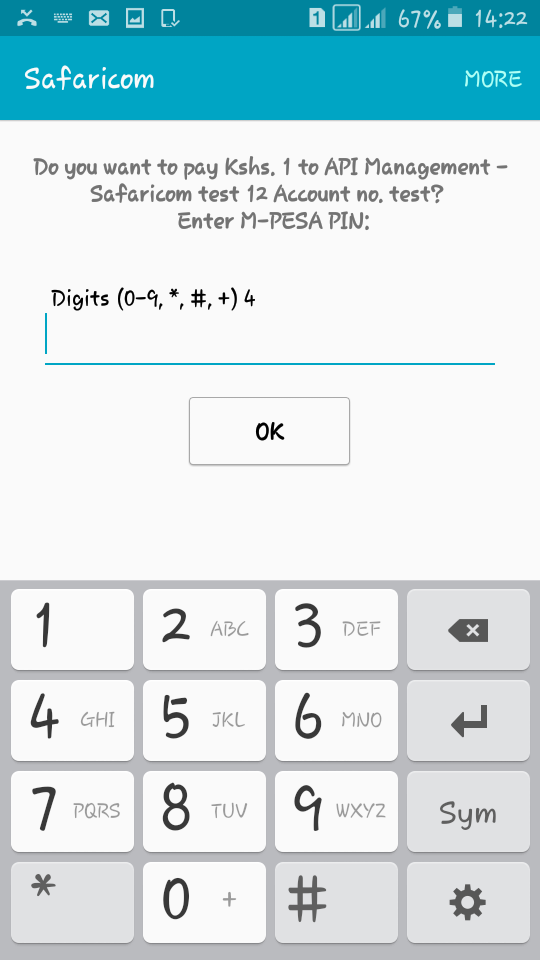 1 67% 14:22
Safaricom MORE
Do you want to pay Kshs. 1 to API Management -
Safaricom test 12 Account no. test?
Enter M-PESA PIN:
Digits (0-9, *, #, +) 4
OK
1 2 ABC 3 DEF
4 GHI 5 JKL 6 MNO
7 PQRS 8 TUV 9 WXYZ Sym
* 0 + #